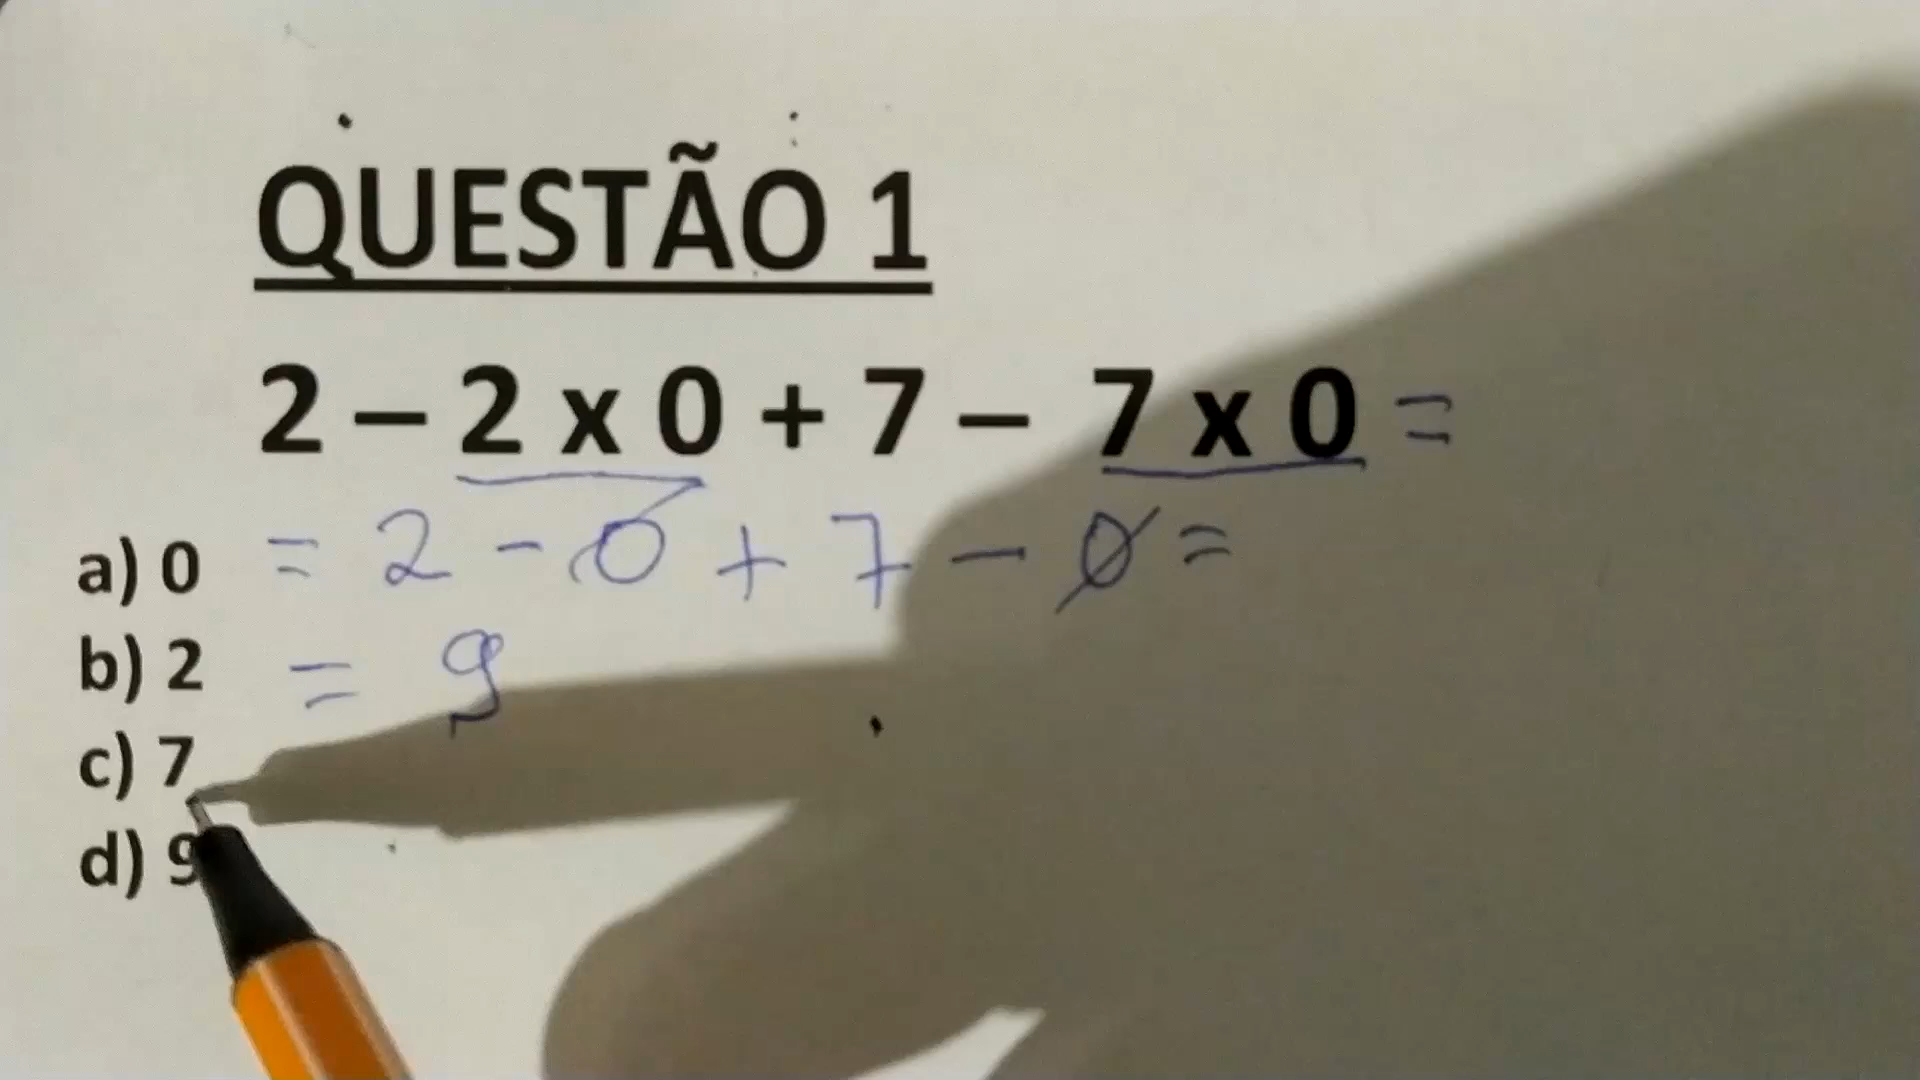 QUESTÃO 1
2 – 2 x 0 + 7 – 7 x 0 =
= 2 - 0 + 7 - 0 =
= 9
a) 0
b) 2
c) 7
d) 9